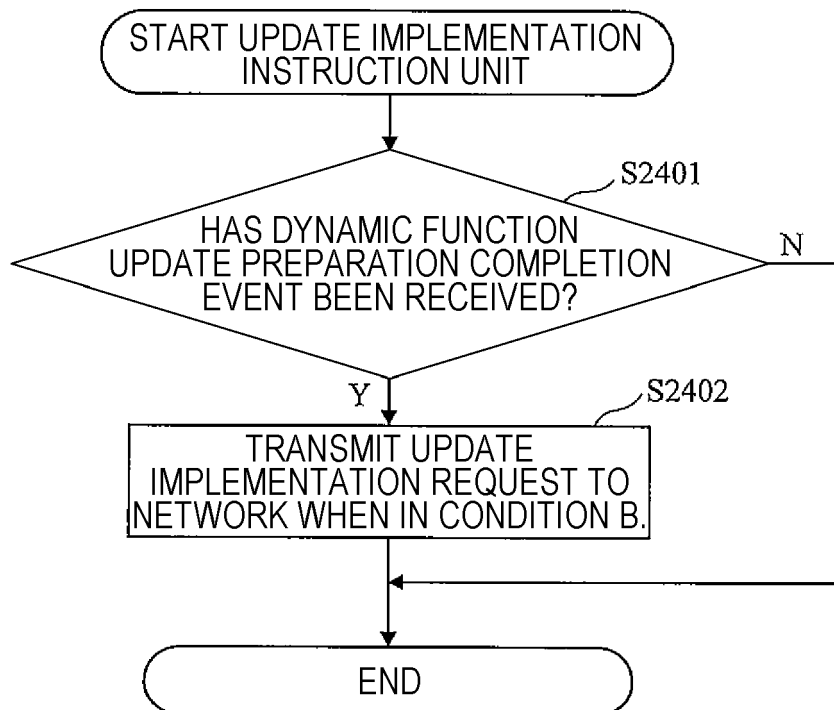 START UPDATE IMPLEMENTATION
INSTRUCTION UNIT
S2401
HAS DYNAMIC FUNCTION
UPDATE PREPARATION COMPLETION
EVENT BEEN RECEIVED?
N
Y
S2402
TRANSMIT UPDATE
IMPLEMENTATION REQUEST TO
NETWORK WHEN IN CONDITION B.
END